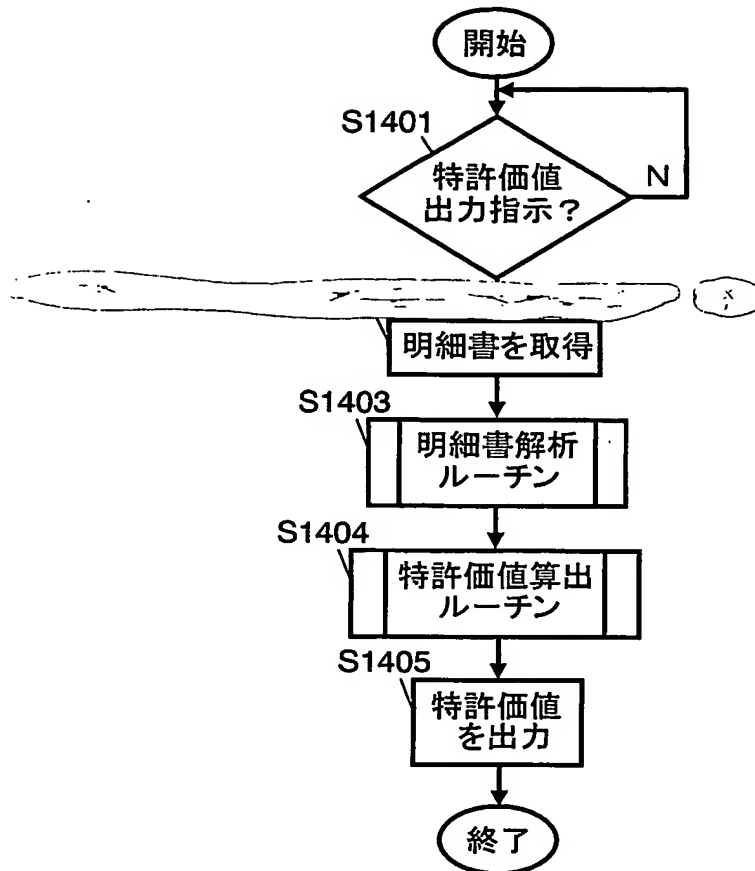 開始
S1401
特許価値
出力指示？
N
明細書を取得
S1403
明細書解析
ルーチン
S1404
特許価値算出
ルーチン
S1405
特許価値
を出力
終了